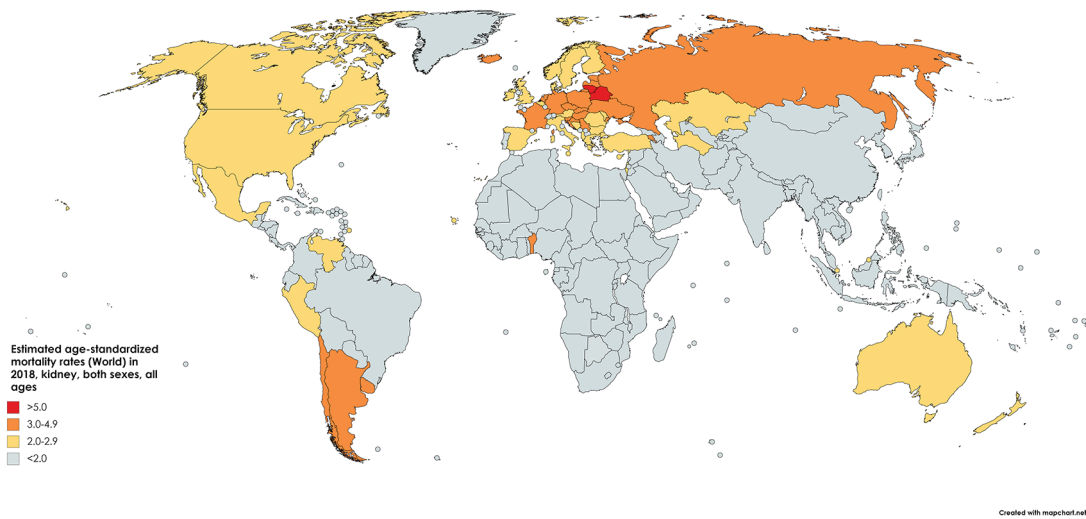 Estimated age-standardized
mortality rates (World) in
2018, kidney, both sexes, all
ages
>5.0
3.0-4.9
2.0-2.9
<2.0
Created with mapchart.net